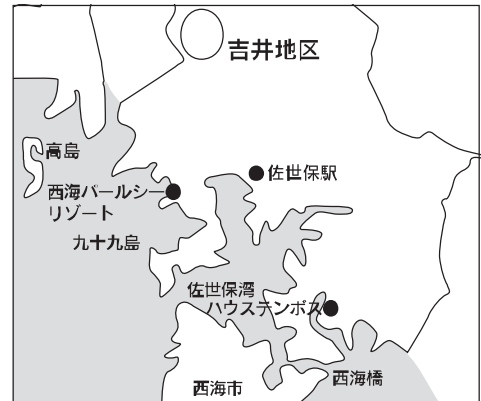 吉井地区
高島
佐世保駅
西海パールシー
リゾート
九十九島
佐世保湾
ハウステンボス
西海橋
西海市